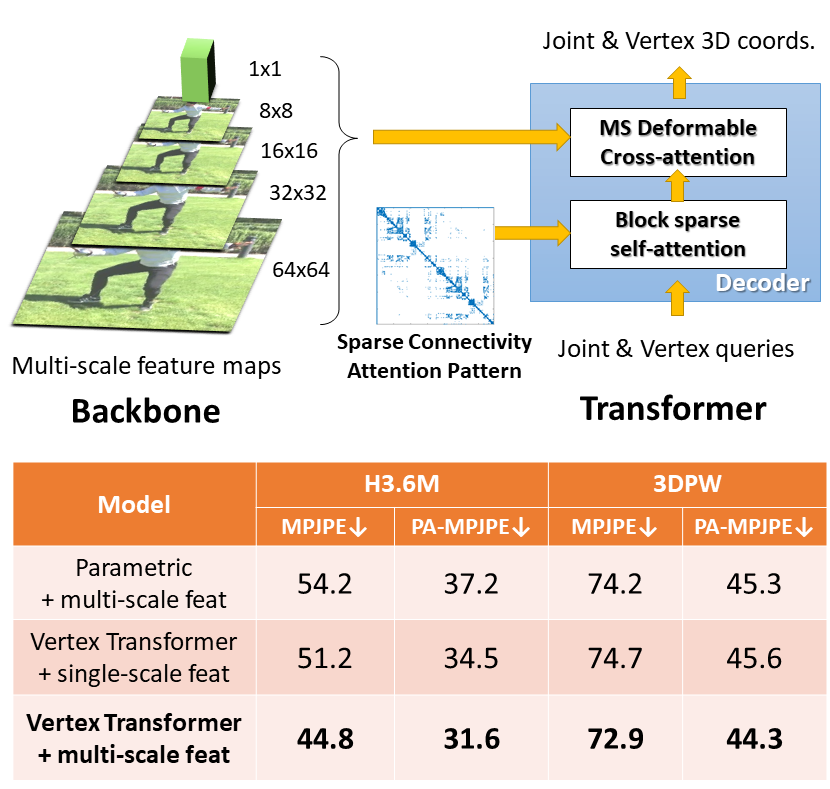 Joint & Vertex 3D coords.
1x1
8x8
16x16
32x32
64x64
MS Deformable
Cross-attention
Block sparse
self-attention
Decoder
Sparse Connectivity
Attention Pattern
Joint & Vertex queries
Multi-scale feature maps
Backbone
Transformer
Model H3.6M 3DPW
MPJPE↓ PA-MPJPE↓ MPJPE↓ PA-MPJPE↓
Parametric
+ multi-scale feat 54.2 37.2 74.2 45.3
Vertex Transformer
+ single-scale feat 51.2 34.5 74.7 45.6
Vertex Transformer
+ multi-scale feat 44.8 31.6 72.9 44.3